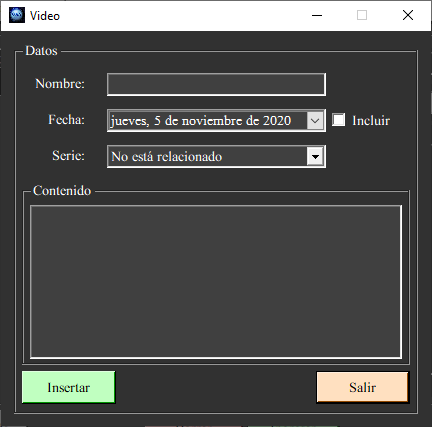 Video
Datos
Nombre:
Fecha: jueves, 5 de noviembre de 2020 Incluir
Serie: No está relacionado
Contenido
Insertar Salir